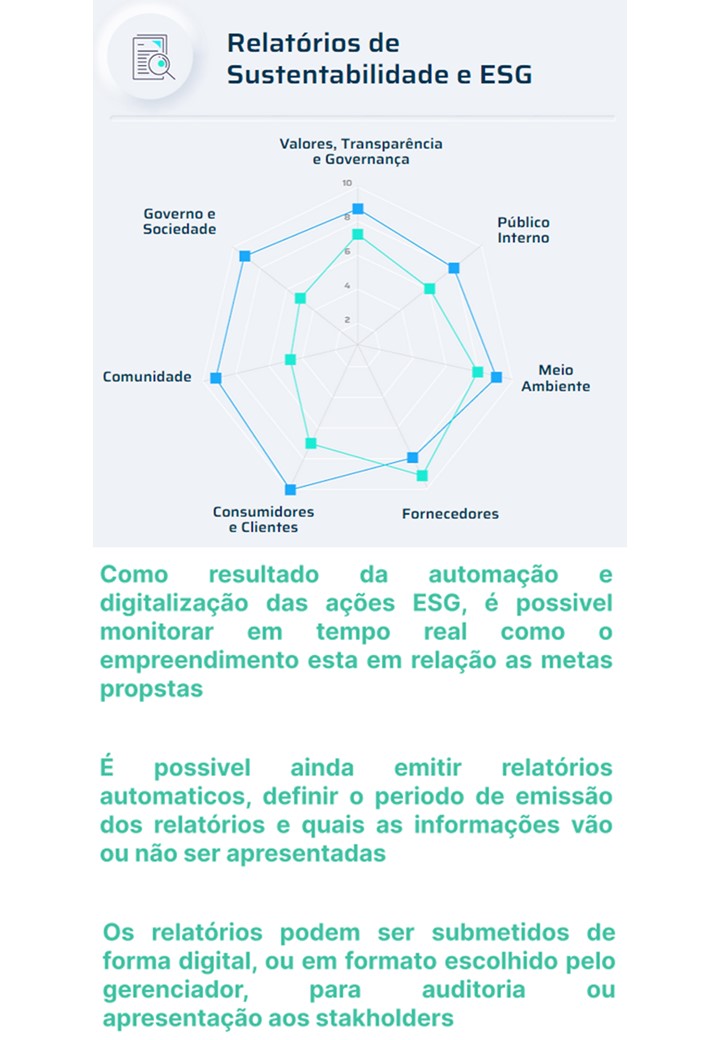 Relatórios de
Sustentabilidade e ESG
Valores, Transparência
e Governança
10
8
6
4
2
Governo e
Sociedade
Público
Interno
Comunidade
Meio
Ambiente
Consumidores
e Clientes
Fornecedores
Como resultado da automação e
digitalização das ações ESG, é possivel
monitorar em tempo real como o
empreendimento esta em relação as metas
propstas
É possivel ainda emitir relatórios
automaticos, definir o periodo de emissão
dos relatórios e quais as informações vão
ou não ser apresentadas
Os relatórios podem ser submetidos de
forma digital, ou em formato escolhido pelo
gerenciador, para auditoria ou
apresentação aos stakholders